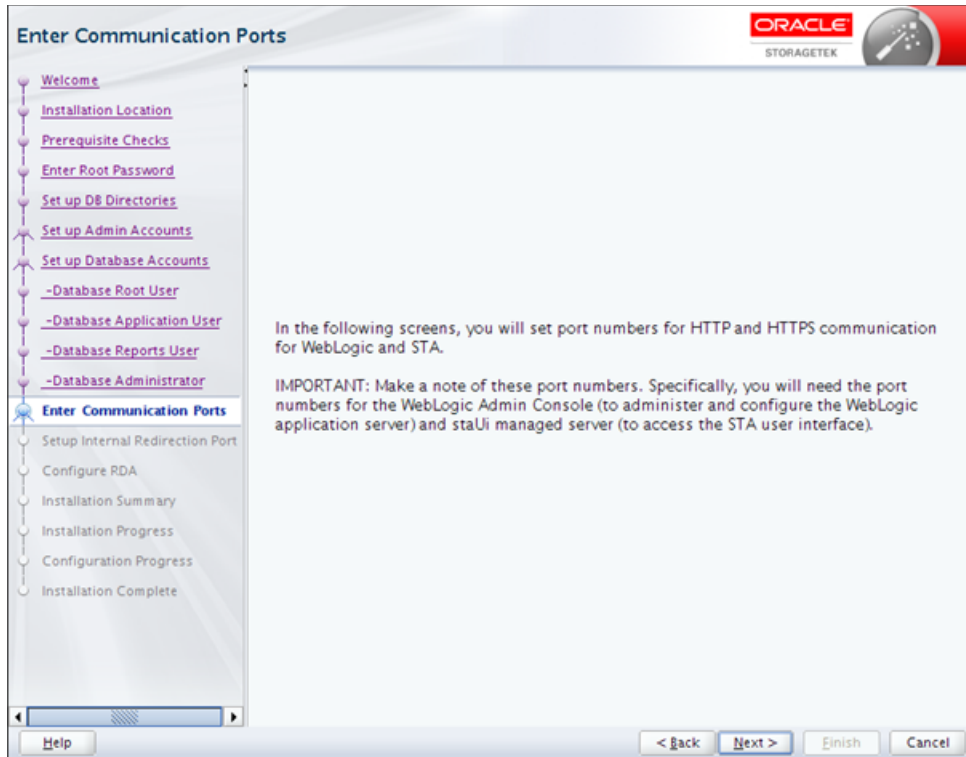 Enter Communication Ports
ORACLE
STORAGETEK
Welcome
Installation Location
Prerequisite Checks
Enter Root Password
Set up DB Directories
Set up Admin Accounts
Set up Database Accounts
-Database Root User
-Database Application User
-Database Reports User
-Database Administrator
Enter Communication Ports
Setup Internal Redirection Port
Configure RDA
Installation Summary
Installation Progress
Configuration Progress
Installation Complete
In the following screens, you will set port numbers for HTTP and HTTPS communication
for WebLogic and STA.
IMPORTANT: Make a note of these port numbers. Specifically, you will need the port
numbers for the WebLogic Admin Console (to administer and configure the WebLogic
application server) and staUi managed server (to access the STA user interface).
Help
< Back Next > Finish Cancel